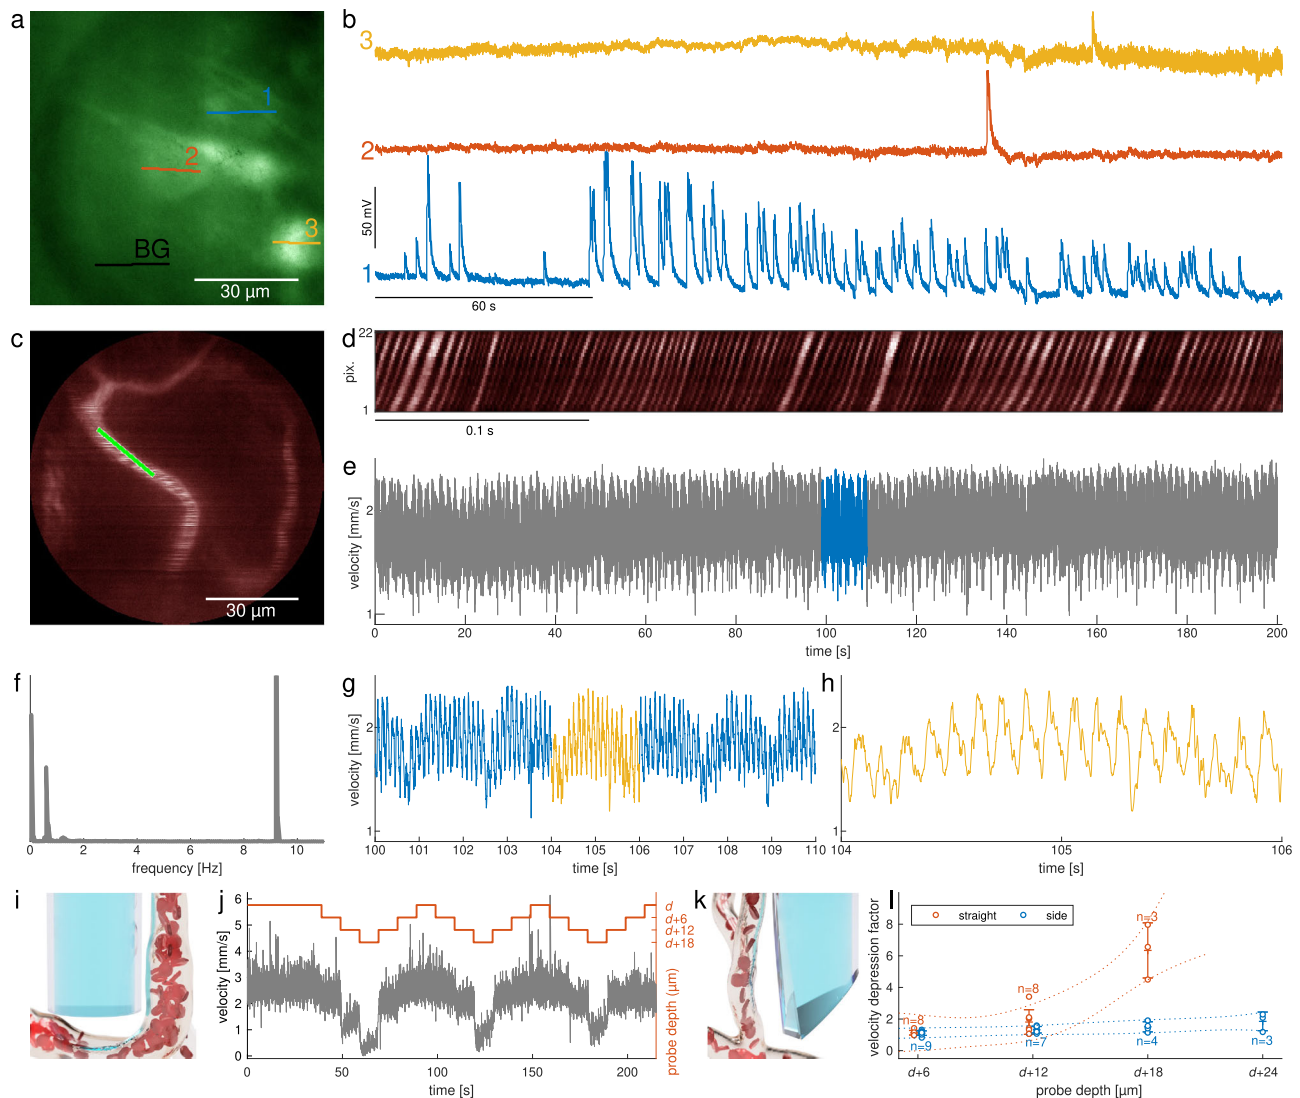 a
1
2
3
BG
30 µm
b
3
2
50 mV
1
60 s
c
30 µm
d
22
pix.
1
0.1 s
e
velocity [mm/s]
2
1
0 20 40 60 80 100 120 140 160 180 200
time [s]
f
0 2 4 6 8 10
frequency [Hz]
g
velocity [mm/s]
2
1
100 101 102 103 104 105 106 107 108 109 110
time [s]
h
2
1
104 105 106
time [s]
i
j
velocity [mm/s]
6
5
4
3
2
1
0
0 50 100 150 200
time [s]
d
d+6
d+12
d+18
probe depth (µm)
k
l
velocity depression factor
8
6
4
2
0
straight side
n=3
n=8
n=8
n=9
n=7
n=4
n=3
d+6 d+12 d+18 d+24
probe depth [µm]